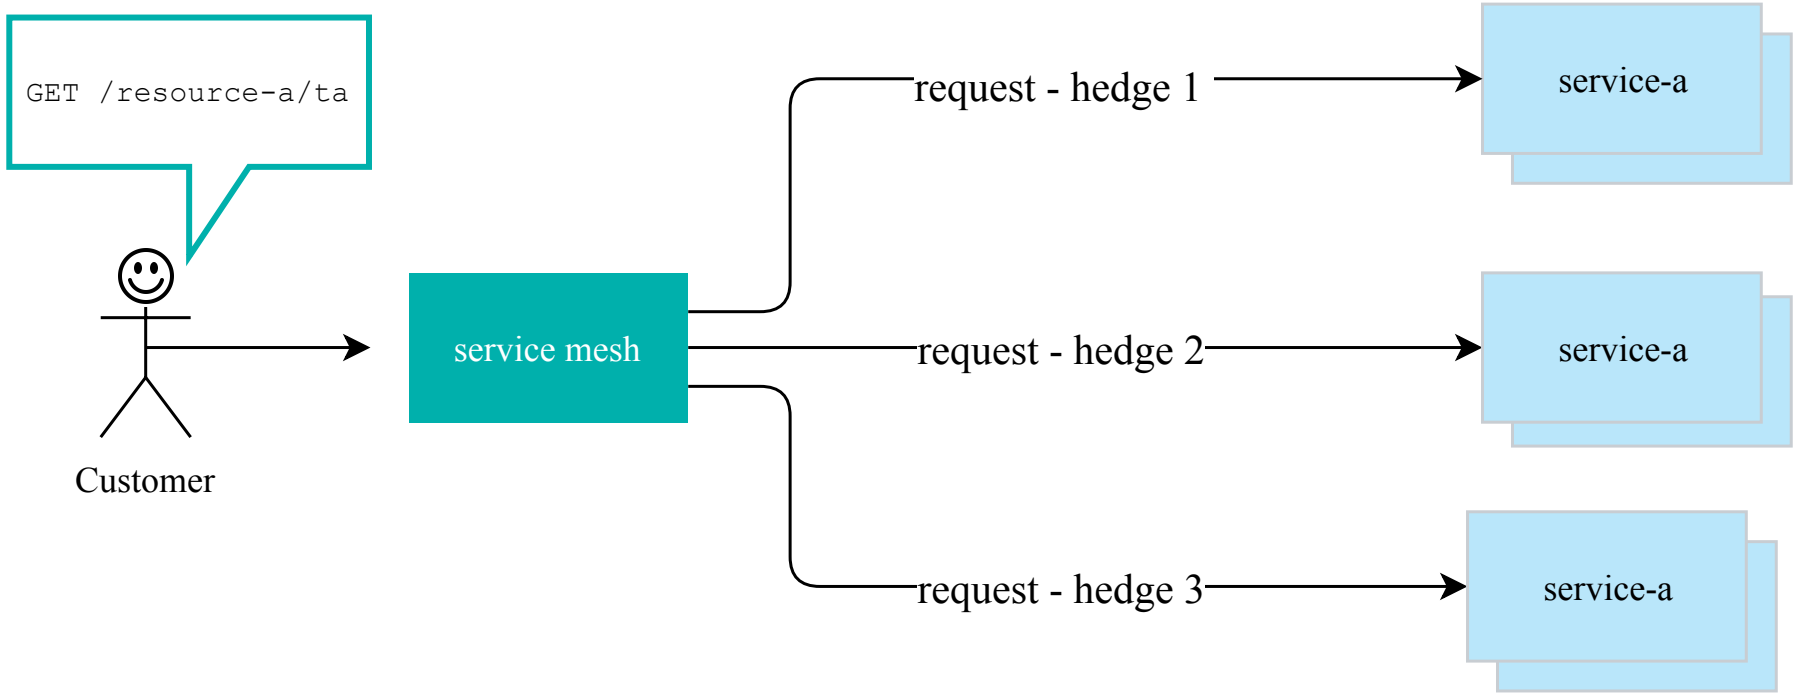 GET /resource-a/ta
request - hedge 1
service-a
service mesh
request - hedge 2
service-a
Customer
request - hedge 3
service-a